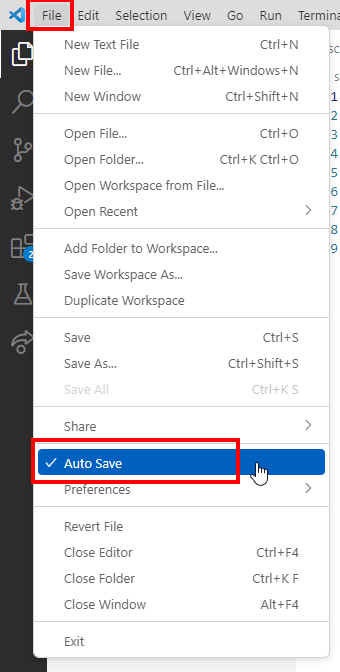 File Edit Selection View Go Run Termina
New Text File Ctrl+N
New File... Ctrl+Alt+Windows+N
New Window Ctrl+Shift+N
Open File... Ctrl+O
Open Folder... Ctrl+K Ctrl+O
Open Workspace from File...
Open Recent
Add Folder to Workspace...
Save Workspace As...
Duplicate Workspace
Save Ctrl+S
Save As... Ctrl+Shift+S
Save All Ctrl+K S
Share
Auto Save
Preferences
Revert File
Close Editor Ctrl+F4
Close Folder Ctrl+K F
Close Window Alt+F4
Exit
2
sc
s
1
2
3
4
5
6
7
8
9